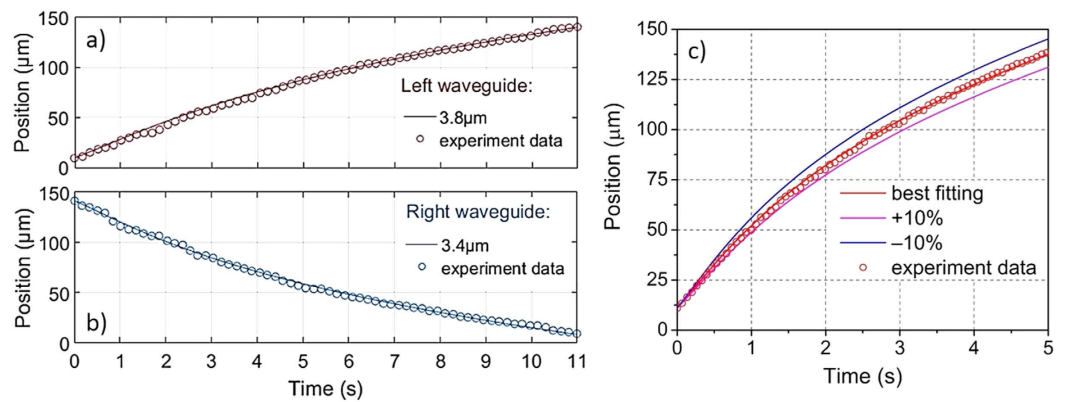 a)
Position (µm)
150
100
50
0
Left waveguide:
3.8µm
experiment data
b)
Position (µm)
150
100
50
0
Right waveguide:
3.4µm
experiment data
0 1 2 3 4 5 6 7 8 9 10 11
Time (s)
c)
Position (µm)
150
125
100
75
50
25
0
best fitting
+10%
–10%
experiment data
0 1 2 3 4 5
Time (s)